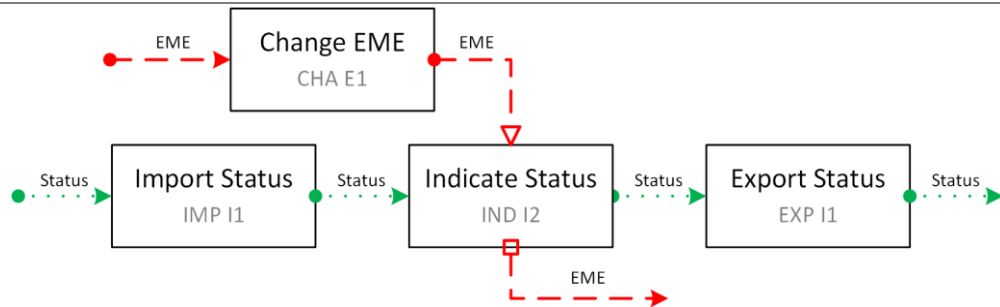 EME
Change EME
CHA E1
EME
Status
Import Status
IMP I1
Status
Indicate Status
IND I2
Status
Export Status
EXP I1
Status
EME